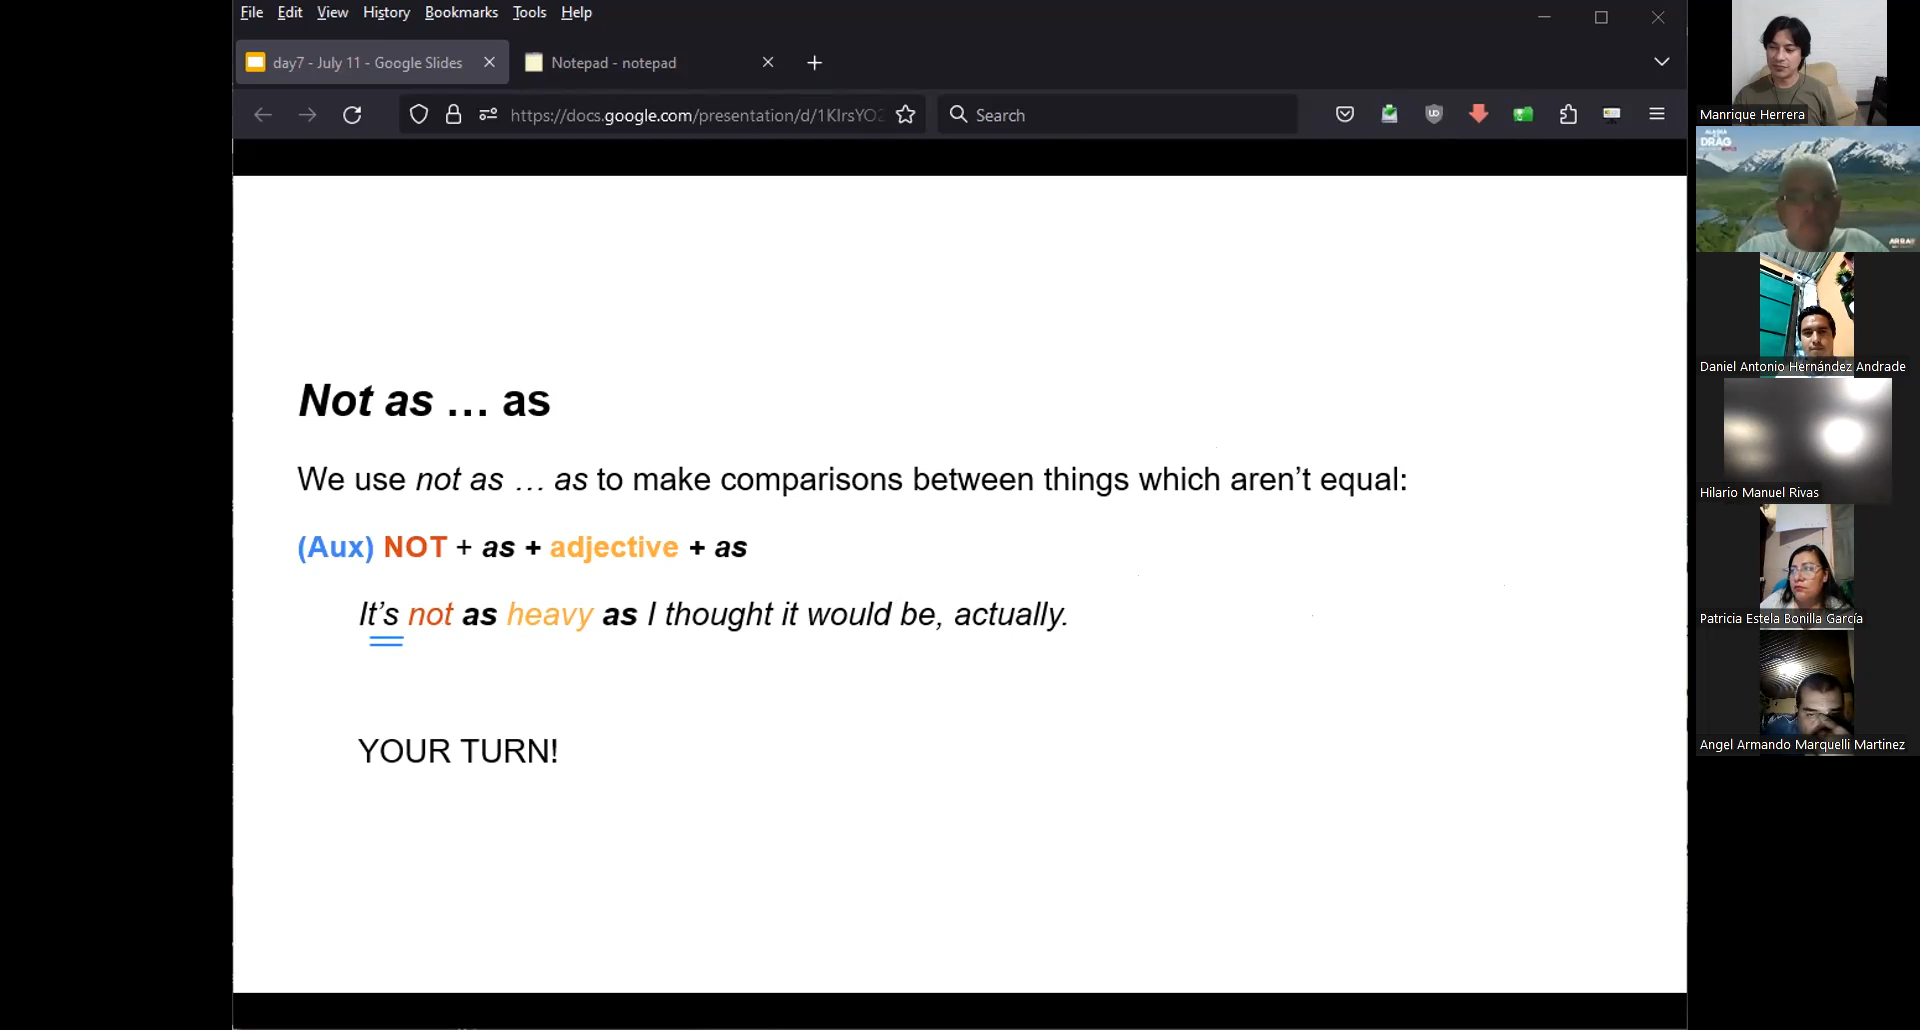 File Edit View History Bookmarks Tools Help
day7 - July 11 - Google Slides
Notepad - notepad
https://docs.google.com/presentation/d/1KIrsYO
Search
Not as … as
We use not as … as to make comparisons between things which aren’t equal:
(Aux) NOT + as + adjective + as
It’s not as heavy as I thought it would be, actually.
YOUR TURN!
Manrique Herrera
DRAG
Daniel Antonio Hernández Andrade
Hilario Manuel Rivas
Patricia Estela Bonilla García
Angel Armando Marquelli Martinez